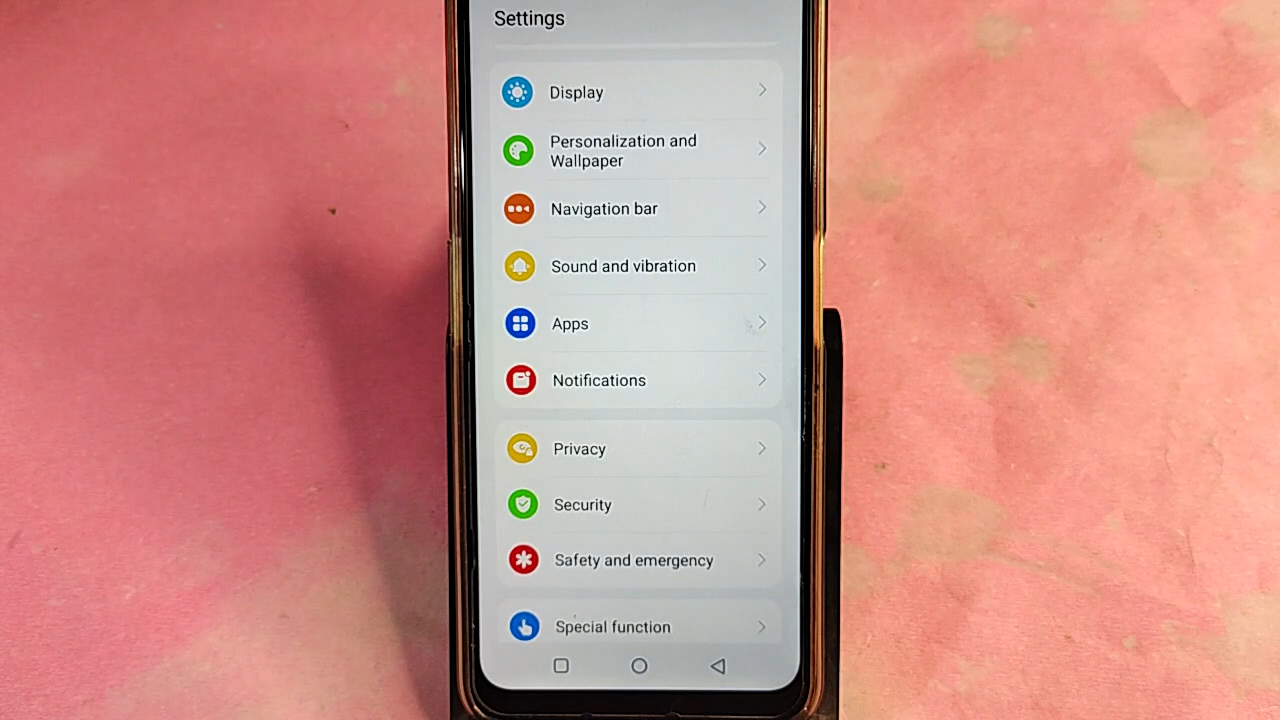 Settings
Display
Personalization and
Wallpaper
Navigation bar
Sound and vibration
Apps
Notifications
Privacy
Security
Safety and emergency
Special function